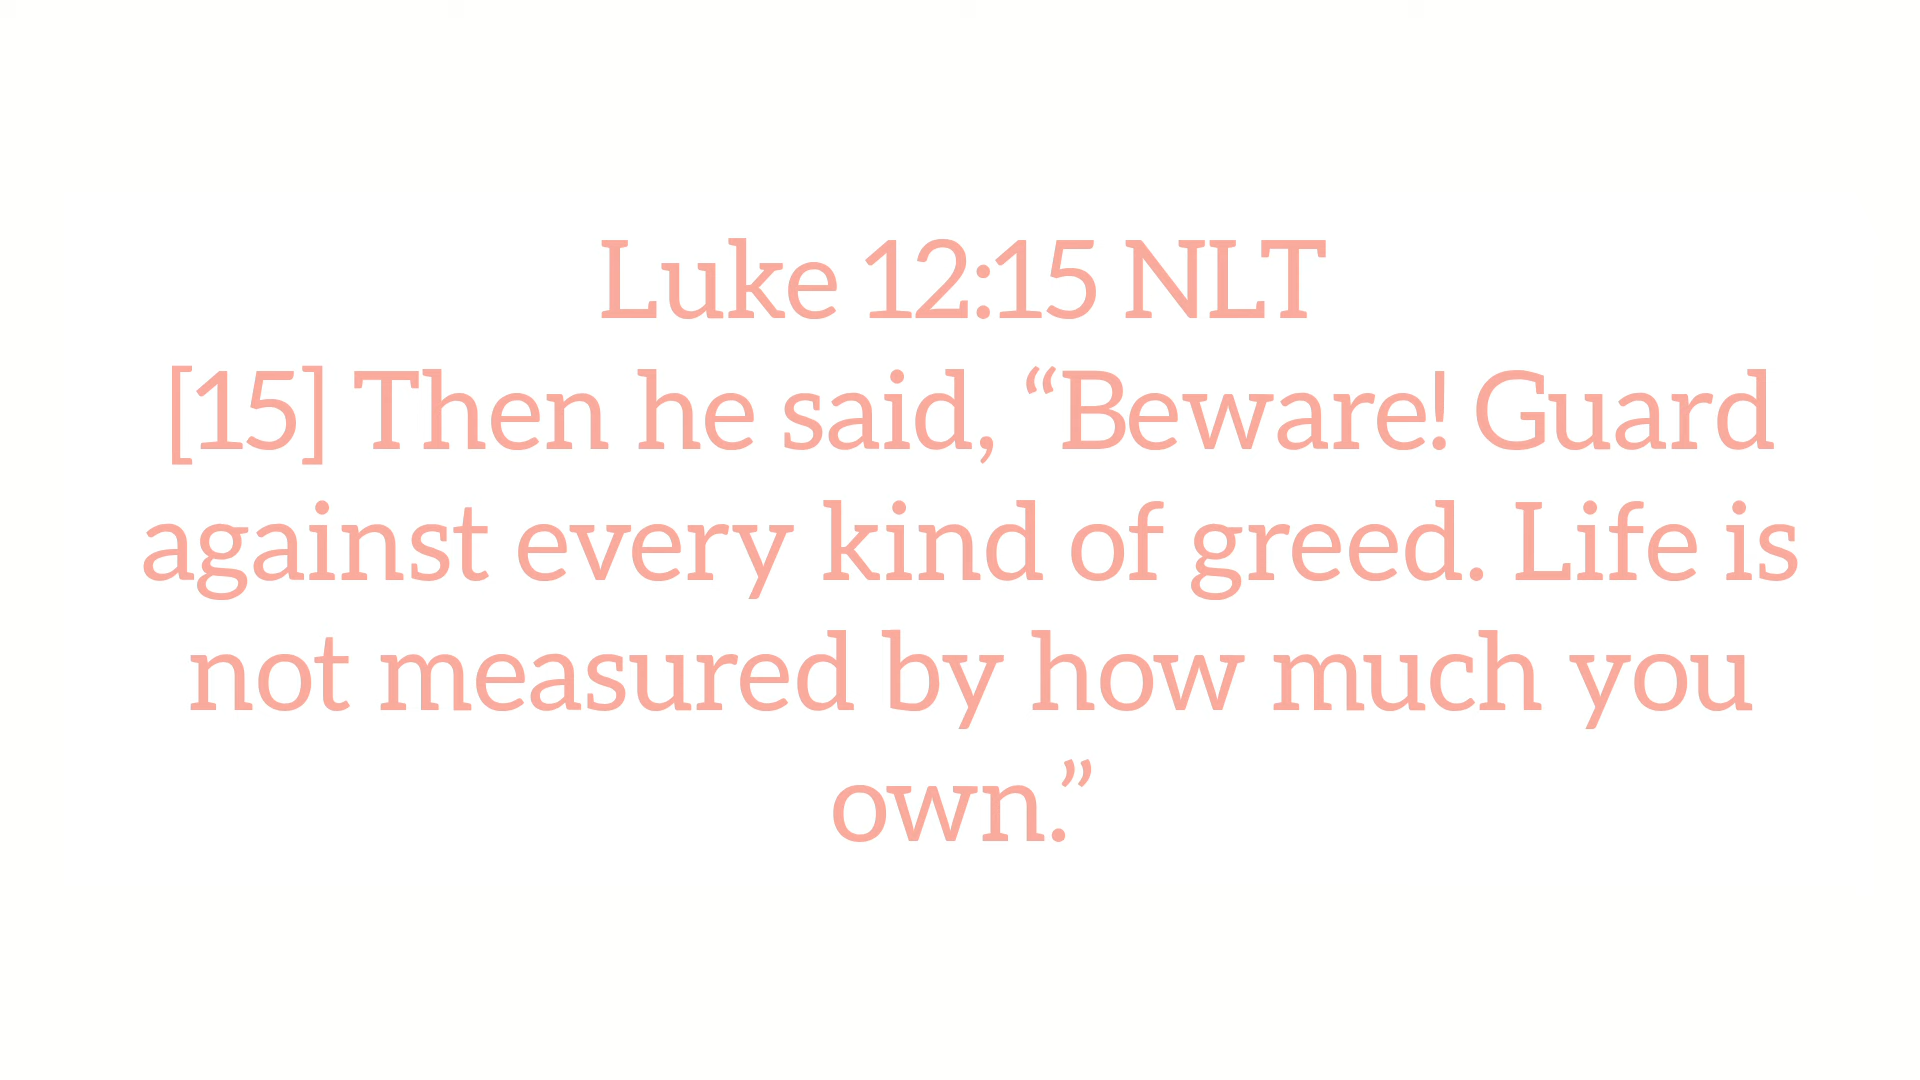 Luke 12:15 NLT
[15] Then he said, “Beware! Guard
against every kind of greed. Life is
not measured by how much you
own.”